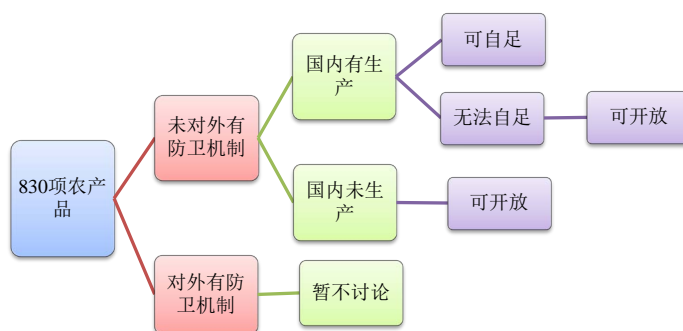 830项农产
品
未对外有
防卫机制
对外有防
卫机制
国内有生
产
国内未生
产
暂不讨论
可自足
无法自足
可开放
可开放